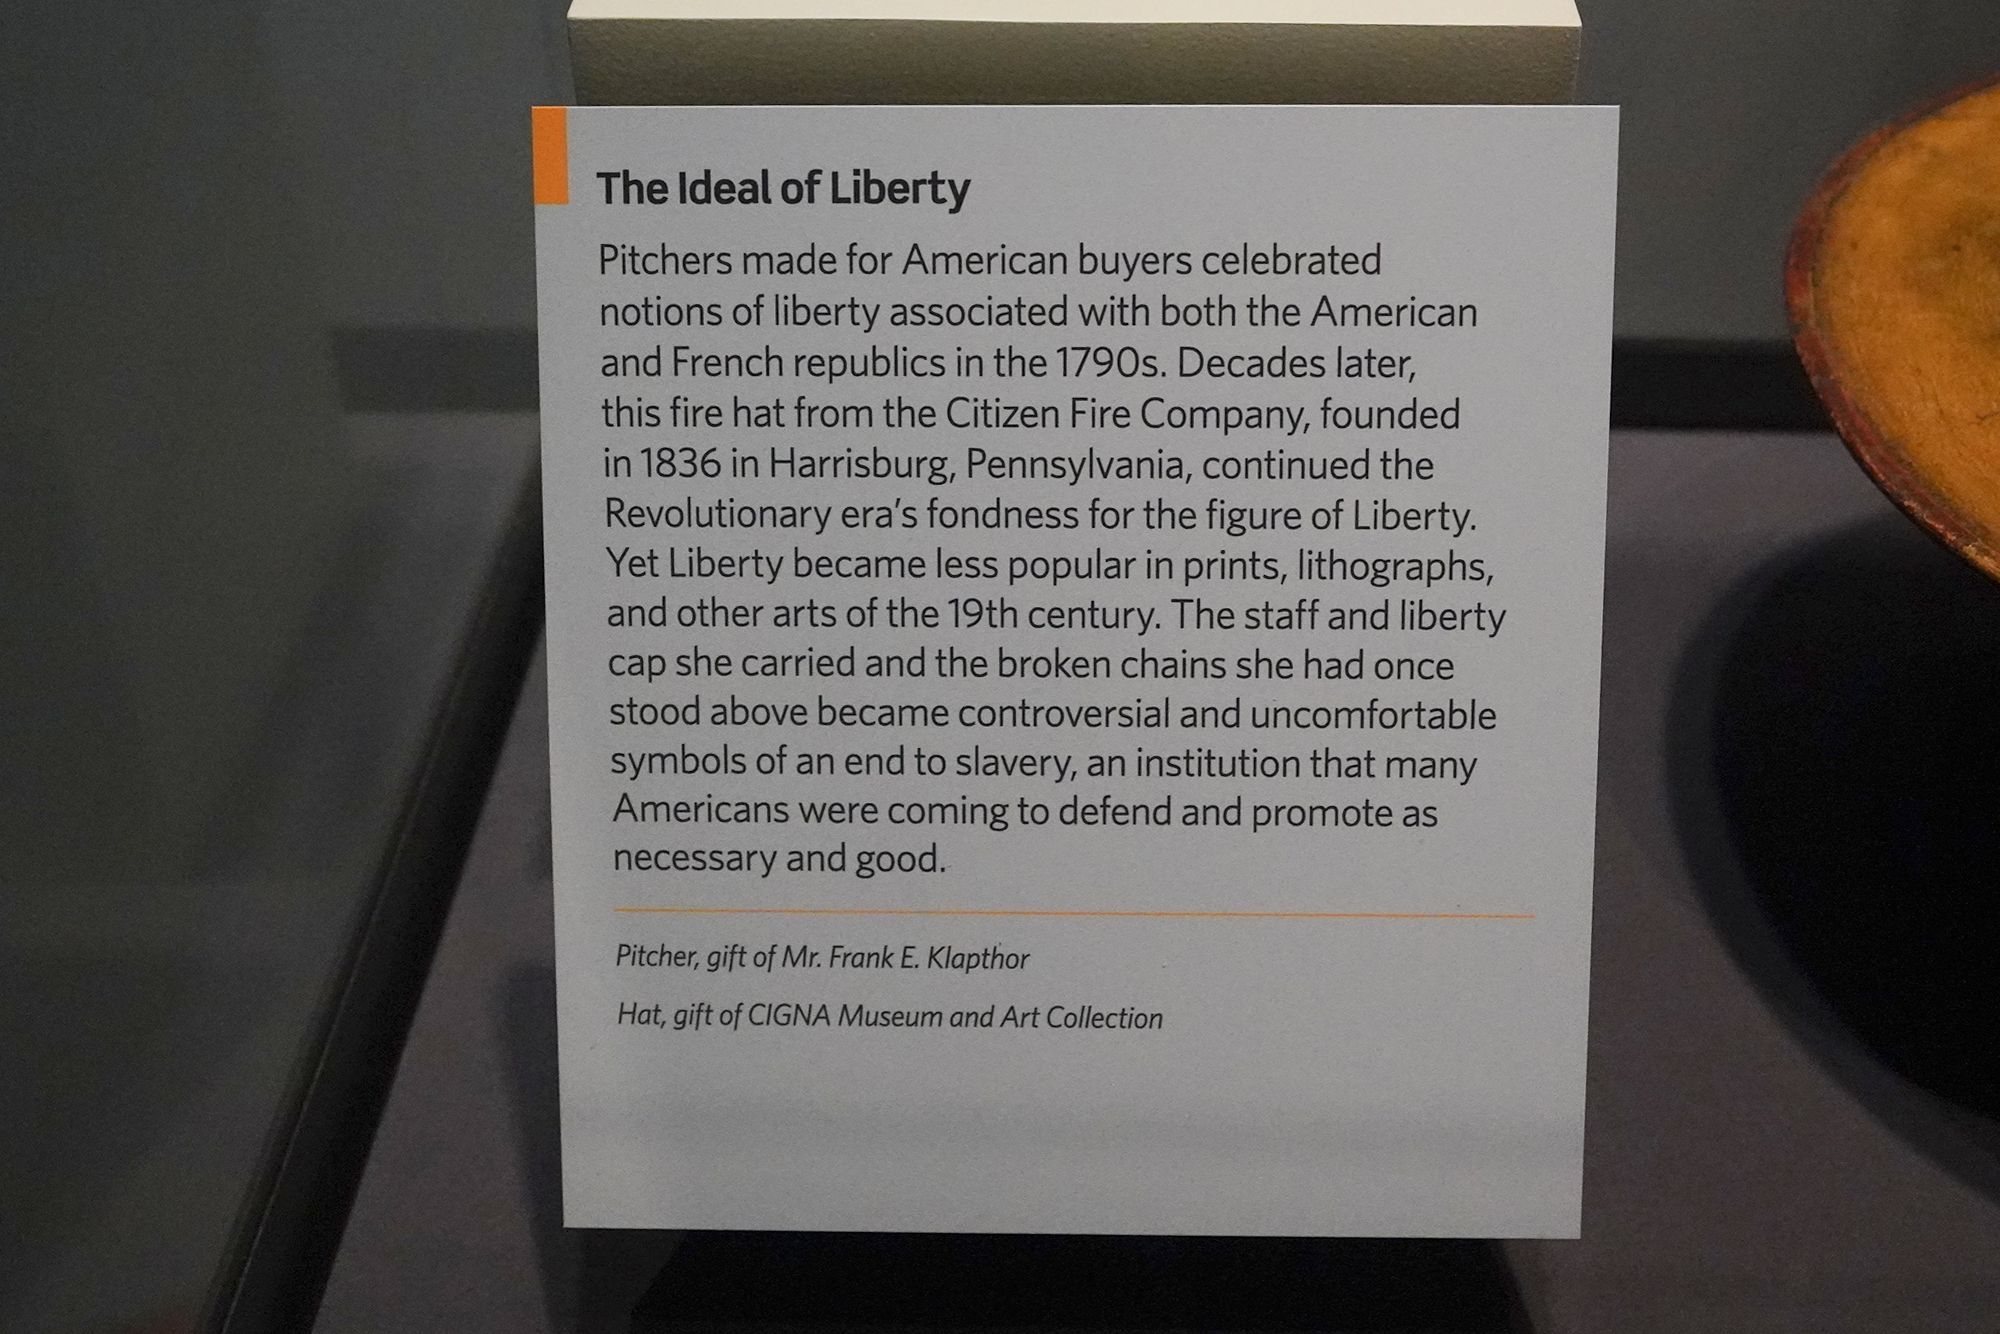 The Ideal of Liberty
Pitchers made for American buyers celebrated
notions of liberty associated with both the American
and French republics in the 1790s. Decades later,
this fire hat from the Citizen Fire Company, founded
in 1836 in Harrisburg, Pennsylvania, continued the
Revolutionary era’s fondness for the figure of Liberty.
Yet Liberty became less popular in prints, lithographs,
and other arts of the 19th century. The staff and liberty
cap she carried and the broken chains she had once
stood above became controversial and uncomfortable
symbols of an end to slavery, an institution that many
Americans were coming to defend and promote as
necessary and good.
Pitcher, gift of Mr. Frank E. Klapthor
Hat, gift of CIGNA Museum and Art Collection